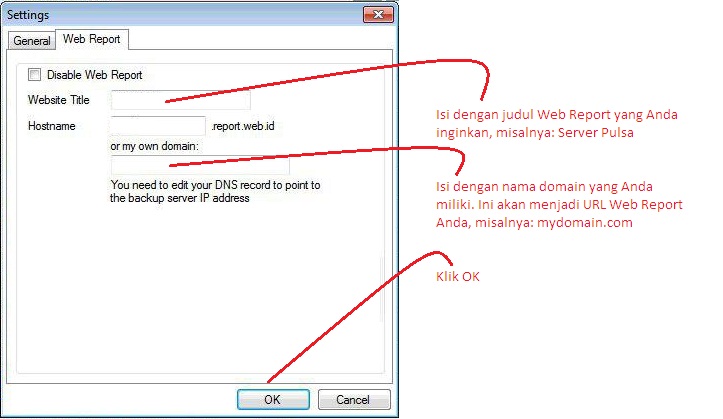 Settings
General
Web Report
Disable Web Report
Website Title
Hostname
.report.web.id
or my own domain:
You need to edit your DNS record to point to
the backup server IP address
OK
Cancel
Isi dengan judul Web Report yang Anda
inginkan, misalnya: Server Pulsa
Isi dengan nama domain yang Anda
miliki. Ini akan menjadi URL Web Report
Anda, misalnya: mydomain.com
Klik OK